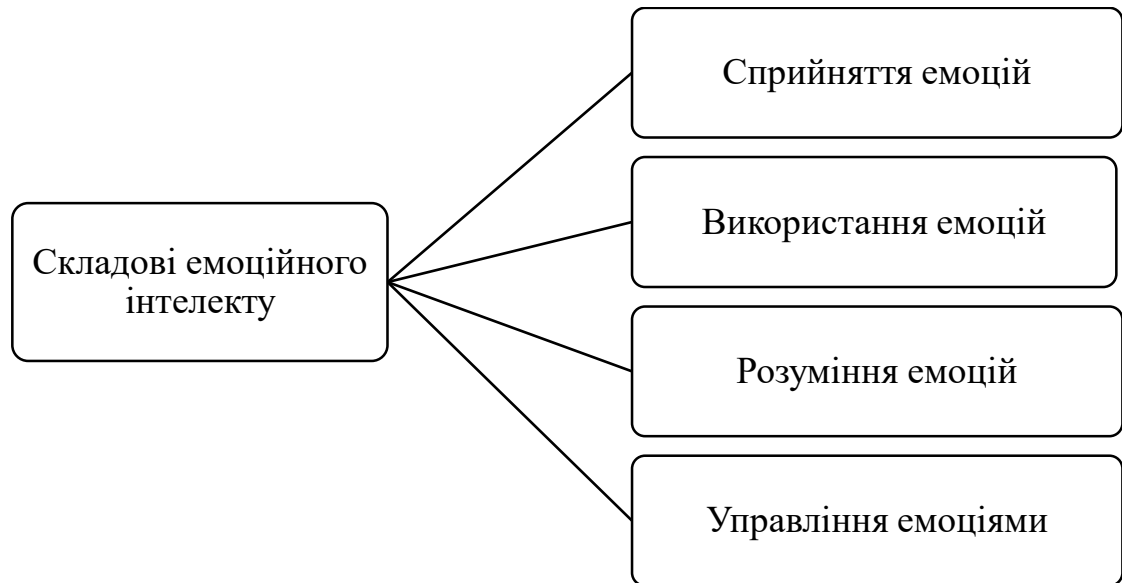 Складові емоційного
інтелекту
Сприйняття емоцій
Використання емоцій
Розуміння емоцій
Управління емоціями